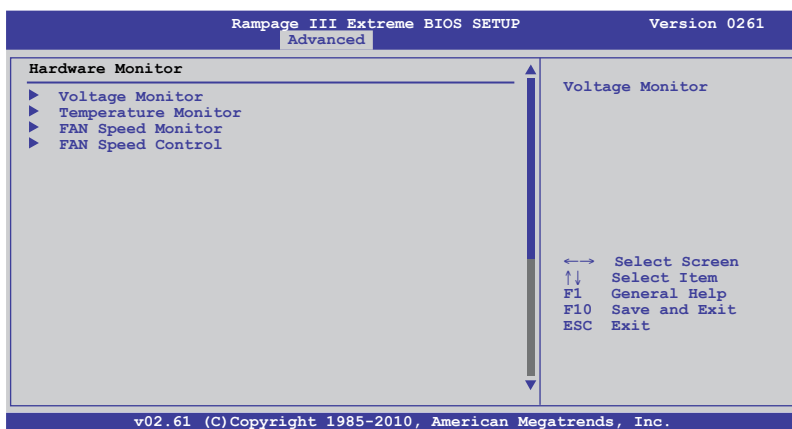 Rampage III Extreme BIOS SETUP Version 0261
Advanced
Hardware Monitor
Voltage Monitor
Temperature Monitor
FAN Speed Monitor
FAN Speed Control
Voltage Monitor
←→ Select Screen
↑↓ Select Item
F1 General Help
F10 Save and Exit
ESC Exit
v02.61 (C)Copyright 1985-2010, American Megatrends, Inc.